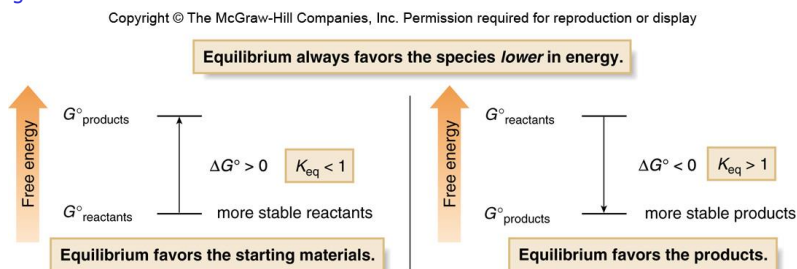 Copyright © The McGraw-Hill Companies, Inc. Permission required for reproduction or display
Equilibrium always favors the species lower in energy.
Free energy
G°products
ΔG° > 0
Keq < 1
G°reactants
more stable reactants
Equilibrium favors the starting materials.
Free energy
G°reactants
ΔG° < 0
Keq > 1
G°products
more stable products
Equilibrium favors the products.